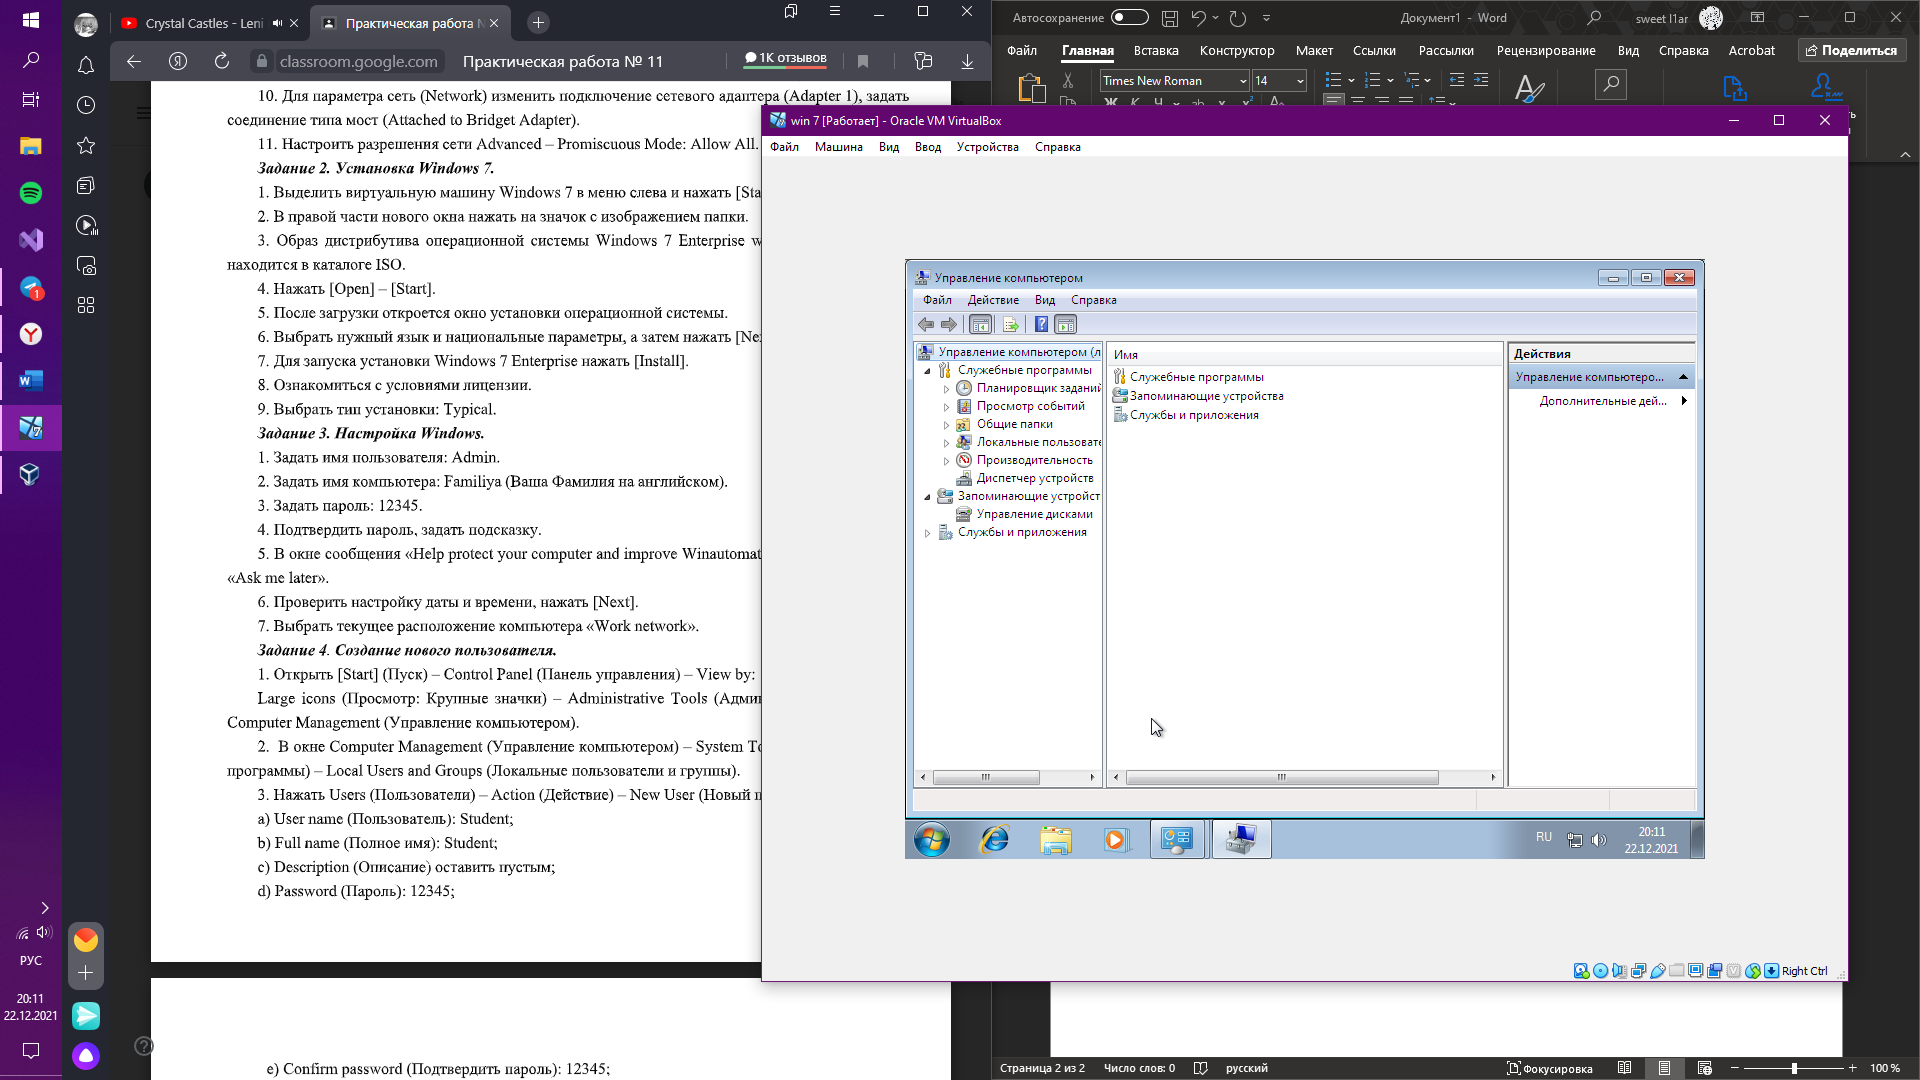 Crystal Castles - Leni
Практическая работа N
classroom.google.com
Практическая работа № 11
1К отзывов
10. Для параметра сеть (Network) изменить подключение сетевого адаптера (Adapter 1), задать
соединение типа мост (Attached to Bridget Adapter).
11. Настроить разрешения сети Advanced – Promiscuous Mode: Allow All.
Задание 2. Установка Windows 7.
1. Выделить виртуальную машину Windows 7 в меню слева и нажать [Sta
2. В правой части нового окна нажать на значок с изображением папки.
3. Образ дистрибутива операционной системы Windows 7 Enterprise w
находится в каталоге ISO.
4. Нажать [Open] – [Start].
5. После загрузки откроется окно установки операционной системы.
6. Выбрать нужный язык и национальные параметры, а затем нажать [Ne
7. Для запуска установки Windows 7 Enterprise нажать [Install].
8. Ознакомиться с условиями лицензии.
9. Выбрать тип установки: Typical.
Задание 3. Настройка Windows.
1. Задать имя пользователя: Admin.
2. Задать имя компьютера: Familiya (Ваша Фамилия на английском).
3. Задать пароль: 12345.
4. Подтвердить пароль, задать подсказку.
5. В окне сообщения «Help protect your computer and improve Winautomat
«Ask me later».
6. Проверить настройку даты и времени, нажать [Next].
7. Выбрать текущее расположение компьютера «Work network».
Задание 4. Создание нового пользователя.
1. Открыть [Start] (Пуск) – Control Panel (Панель управления) – View by:
Large icons (Просмотр: Крупные значки) – Administrative Tools (Адми
Computer Management (Управление компьютером).
2. В окне Computer Management (Управление компьютером) – System To
программы) – Local Users and Groups (Локальные пользователи и группы).
3. Нажать Users (Пользователи) – Action (Действие) – New User (Новый п
a) User name (Пользователь): Student;
b) Full name (Полное имя): Student;
c) Description (Описание) оставить пустым;
d) Password (Пароль): 12345;
e) Confirm password (Подтвердить пароль): 12345;
РУС
20:11
22.12.2021
Автосохранение
Документ1 - Word
sweet l1ar
Файл Главная Вставка Конструктор Макет Ссылки Рассылки Рецензирование Вид Справка Acrobat Поделиться
Times New Roman 14
win 7 [Работает] - Oracle VM VirtualBox
Файл Машина Вид Ввод Устройства Справка
Управление компьютером
Файл Действие Вид Справка
Управление компьютером (л
Служебные программы
Планировщик заданий
Просмотр событий
Общие папки
Локальные пользовате
Производительность
Диспетчер устройств
Запоминающие устройст
Управление дисками
Службы и приложения
Имя
Служебные программы
Запоминающие устройства
Службы и приложения
Действия
Управление компьютеро...
Дополнительные дей...
RU
20:11
22.12.2021
Right Ctrl
Страница 2 из 2 Число слов: 0 русский Фокусировка 100 %